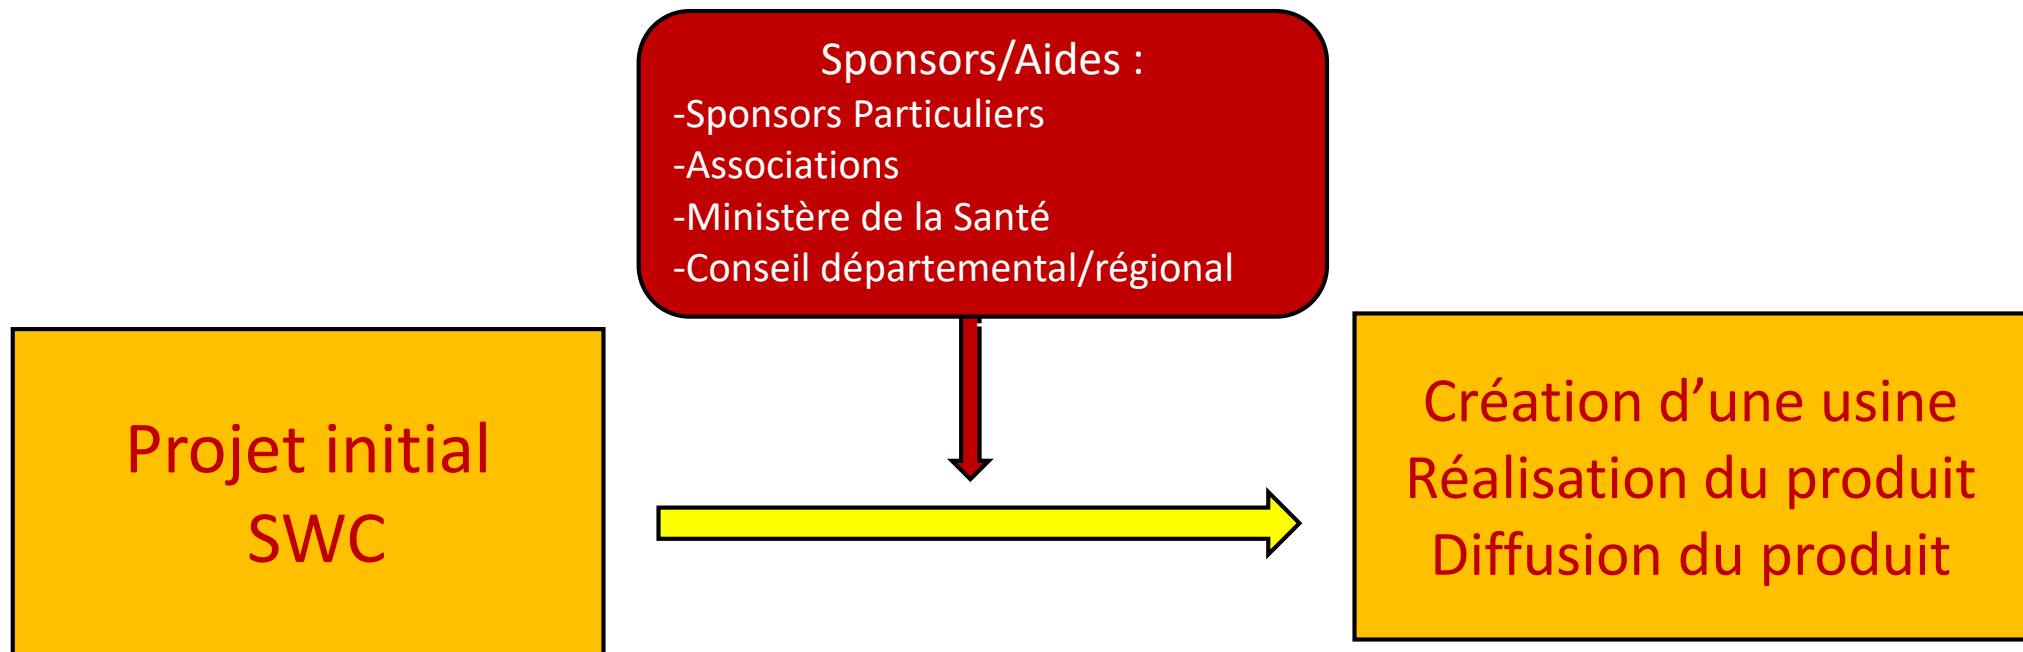 Sponsors/Aides :
-Sponsors Particuliers
-Associations
-Ministère de la Santé
-Conseil départemental/régional
Projet initial
SWC
Création d’une usine
Réalisation du produit
Diffusion du produit